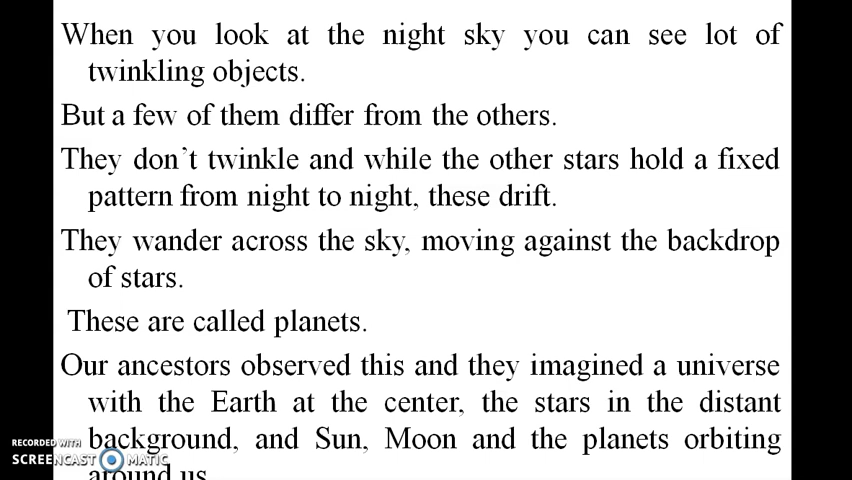 When you look at the night sky you can see lot of
twinkling objects.
But a few of them differ from the others.
They don't twinkle and while the other stars hold a fixed
pattern from night to night, these drift.
They wander across the sky, moving against the backdrop
of stars.
These are called planets.
Our ancestors observed this and they imagined a universe
with the Earth at the center, the stars in the distant
background, and Sun, Moon and the planets orbiting
around us
RECORDED WITH
SCREENCAST MATIC